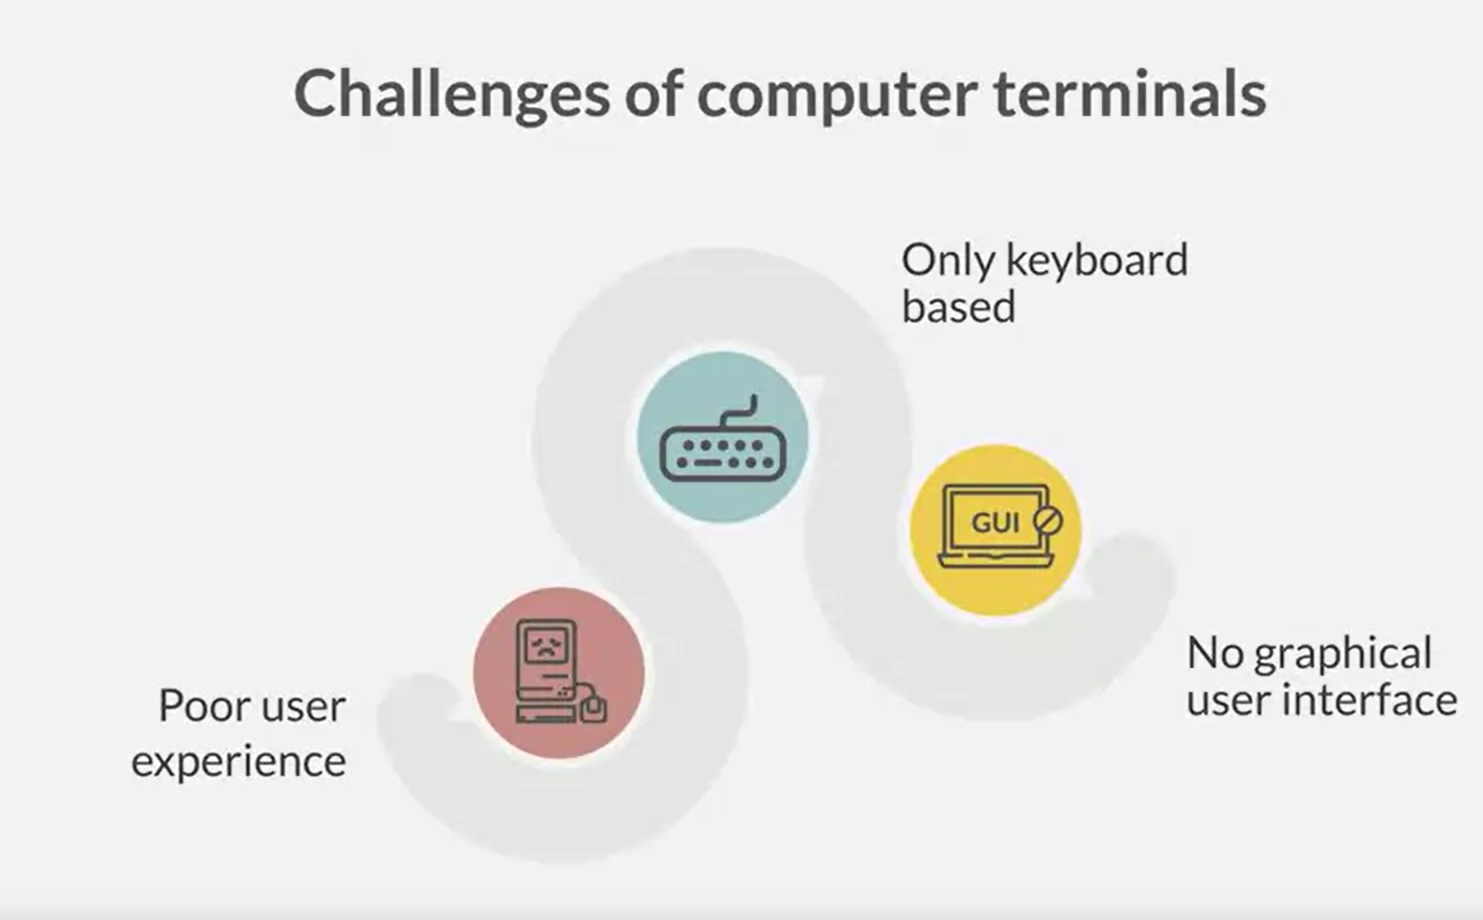 Challenges of computer terminals
Only keyboard
based
GUI
No graphical
user interface
Poor user
experience